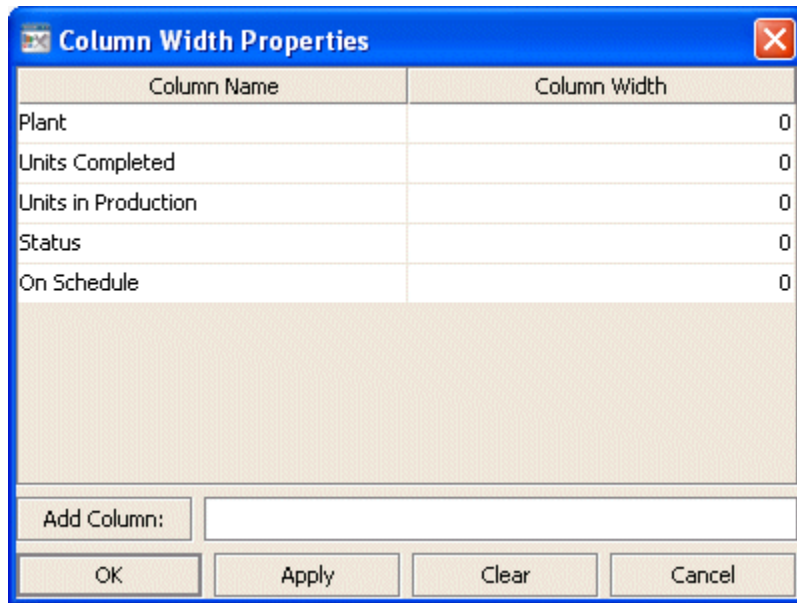 Column Width Properties
Column Name Column Width
Plant 0
Units Completed 0
Units in Production 0
Status 0
On Schedule 0
Add Column:
OK Apply Clear Cancel